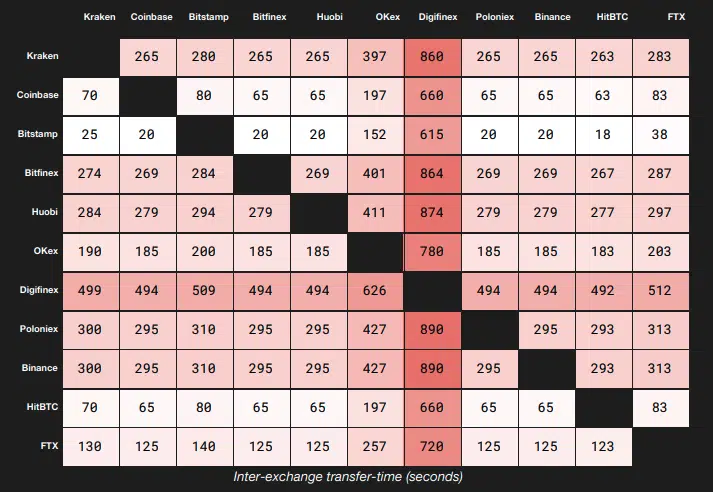 Kraken Coinbase Bitstamp Bitfinex Huobi OKex Digifinex Poloniex Binance HitBTC FTX
Kraken 265 280 265 265 397 860 265 265 263 283
Coinbase 70 80 65 65 197 660 65 65 63 83
Bitstamp 25 20 20 20 152 615 20 20 18 38
Bitfinex 274 269 284 269 401 864 269 269 267 287
Huobi 284 279 294 279 411 874 279 279 277 297
OKex 190 185 200 185 185 780 185 185 183 203
Digifinex 499 494 509 494 494 626 494 494 492 512
Poloniex 300 295 310 295 295 427 890 295 293 313
Binance 300 295 310 295 295 427 890 295 293 313
HitBTC 70 65 80 65 65 197 660 65 65 83
FTX 130 125 140 125 125 257 720 125 125 123
Inter-exchange transfer-time (seconds)